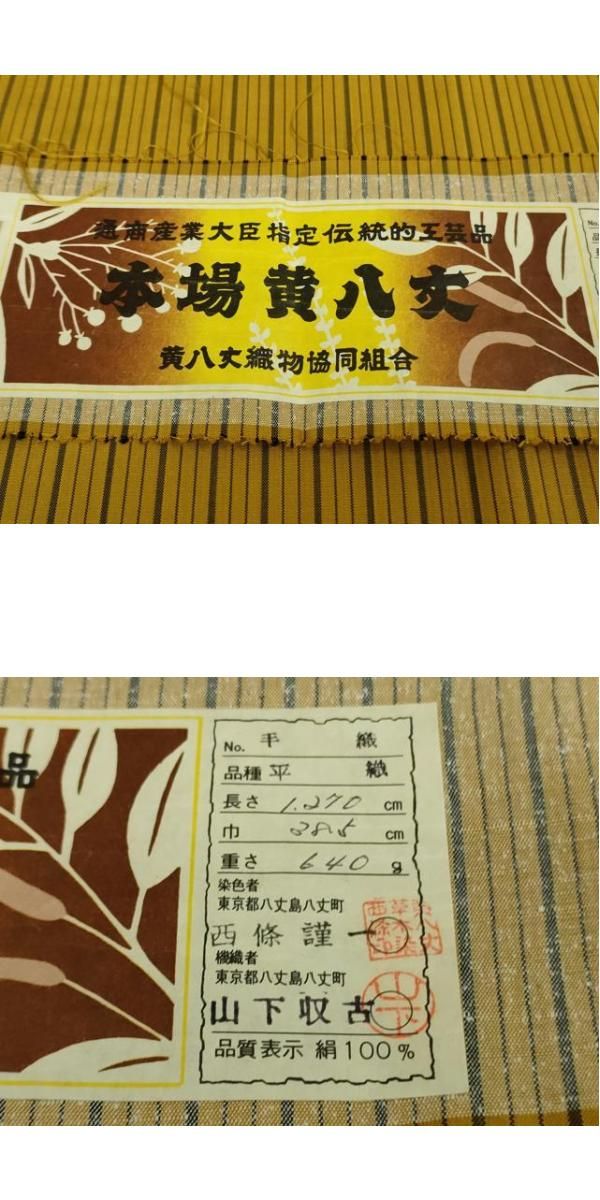 通商産業大臣指定伝統的工芸品
本場黄八丈
黄八丈織物協同組合
No.
品
品
No. 手 織
品種 平 織
長さ 1,270 cm
巾 38.5 cm
重さ 640 g
染色者
東京都八丈島八丈町
西條謹一
機織者
東京都八丈島八丈町
山下収古
品質表示 絹100%